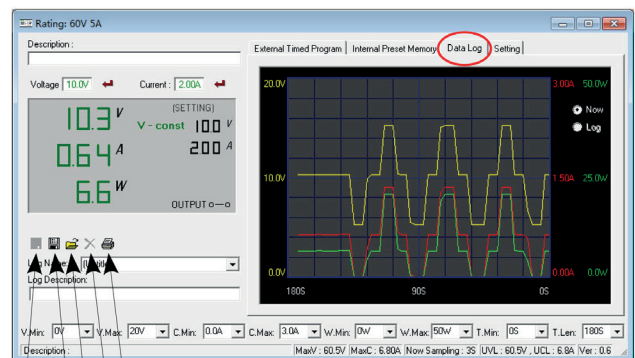 Rating: 60V 5A
Description :
External Timed Program Internal Preset Memory Data Log Setting
Voltage 10.0V Current : 2.00A
10.3 V
0.64 A
6.6 W
(SETTING)
V - const 10.0 V
2.00 A
OUTPUT
20.0V
10.0V
0.0V
3.00A 50.0W
1.50A 25.0W
0.00A 0.0W
Now
Log
180S 90S 0S
Log Description:
V.Min: 0V V.Max: 20V C.Min: 0.0A C.Max: 3.0A W.Min: 0W W.Max: 50W T.Min: 0S T.Len: 180S
Description : MaxV : 60.5V MaxC : 6.80A Now Sampling : 3S UVL : 60.5V , UCL : 6.8A Ver : 0.6